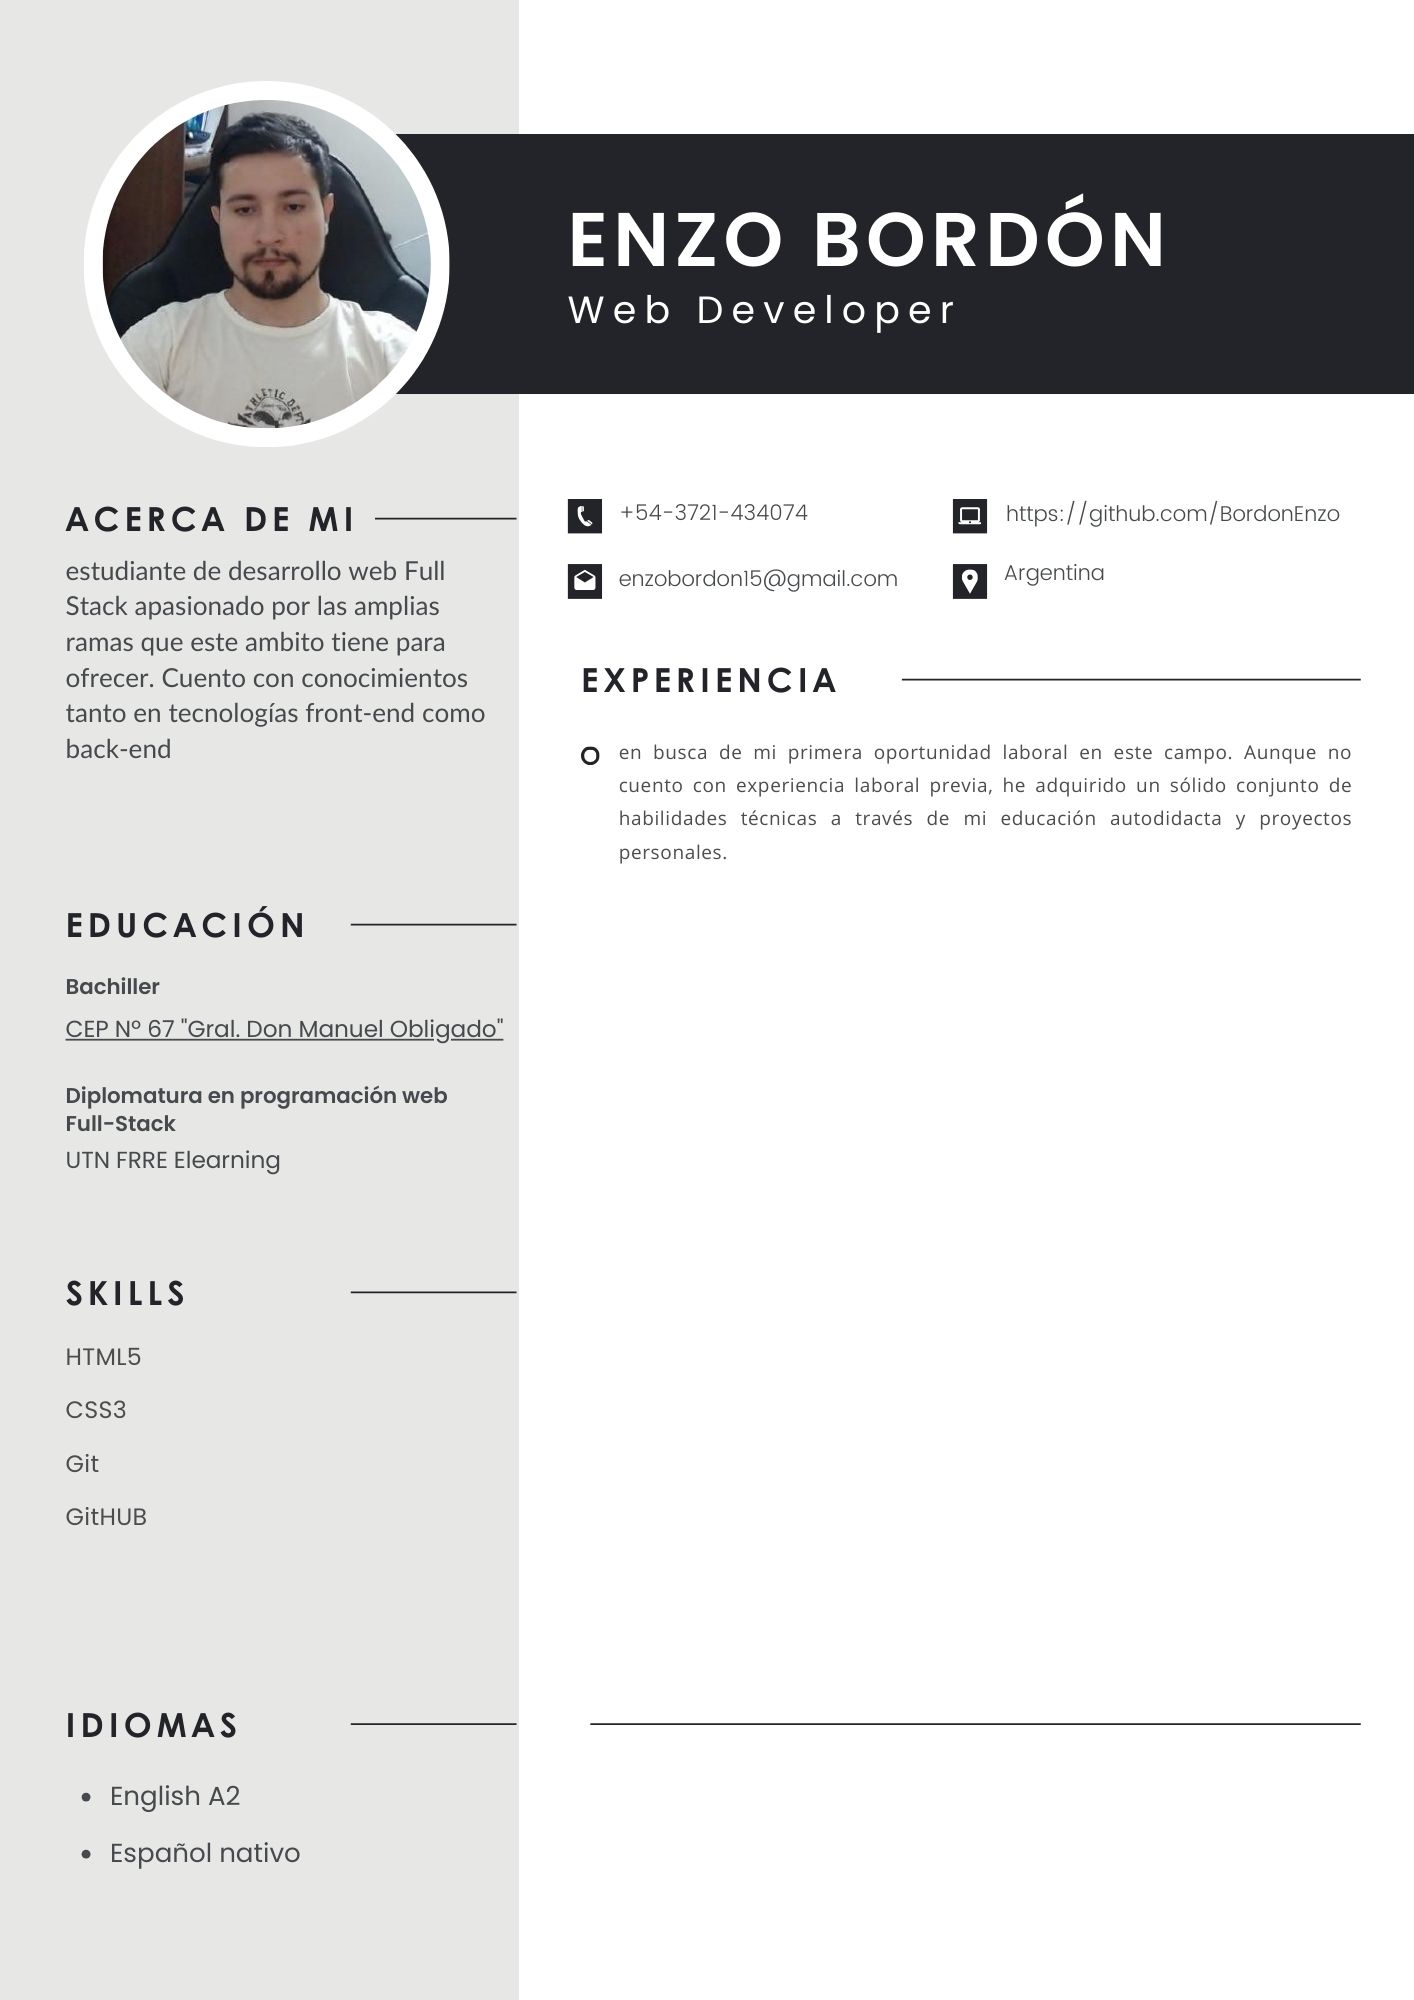 ENZO BORDÓN
Web Developer
ACERCA DE MI
estudiante de desarrollo web Full
Stack apasionado por las amplias
ramas que este ambito tiene para
ofrecer. Cuento con conocimientos
tanto en tecnologías front-end como
back-end
EDUCACIÓN
Bachiller
CEP Nº 67 "Gral. Don Manuel Obligado"
Diplomatura en programación web
Full-Stack
UTN FRRE Elearning
SKILLS
HTML5
CSS3
Git
GitHUB
IDIOMAS
• English A2
• Español nativo
+54-3721-434074
https://github.com/BordonEnzo
enzobordon15@gmail.com
Argentina
EXPERIENCIA
en busca de mi primera oportunidad laboral en este campo. Aunque no
cuento con experiencia laboral previa, he adquirido un sólido conjunto de
habilidades técnicas a través de mi educación autodidacta y proyectos
personales.
ATHLETIC DEPT